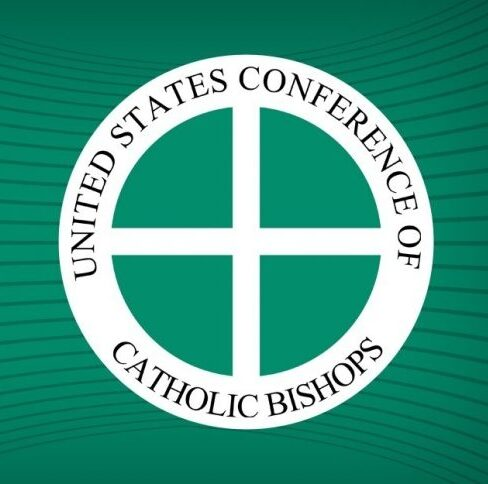 UNITED STATES CONFERENCE OF
CATHOLIC BISHOPS